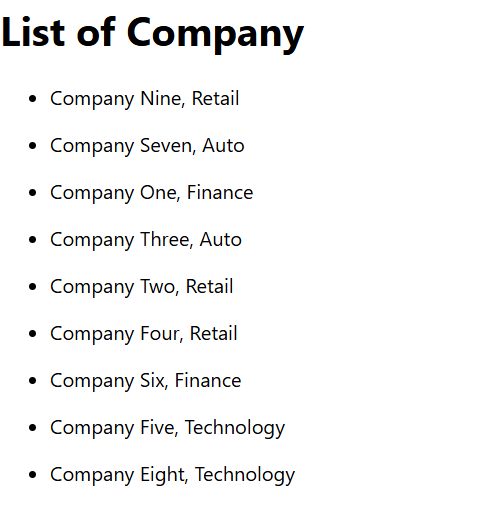 List of Company
Company Nine, Retail
Company Seven, Auto
Company One, Finance
Company Three, Auto
Company Two, Retail
Company Four, Retail
Company Six, Finance
Company Five, Technology
Company Eight, Technology